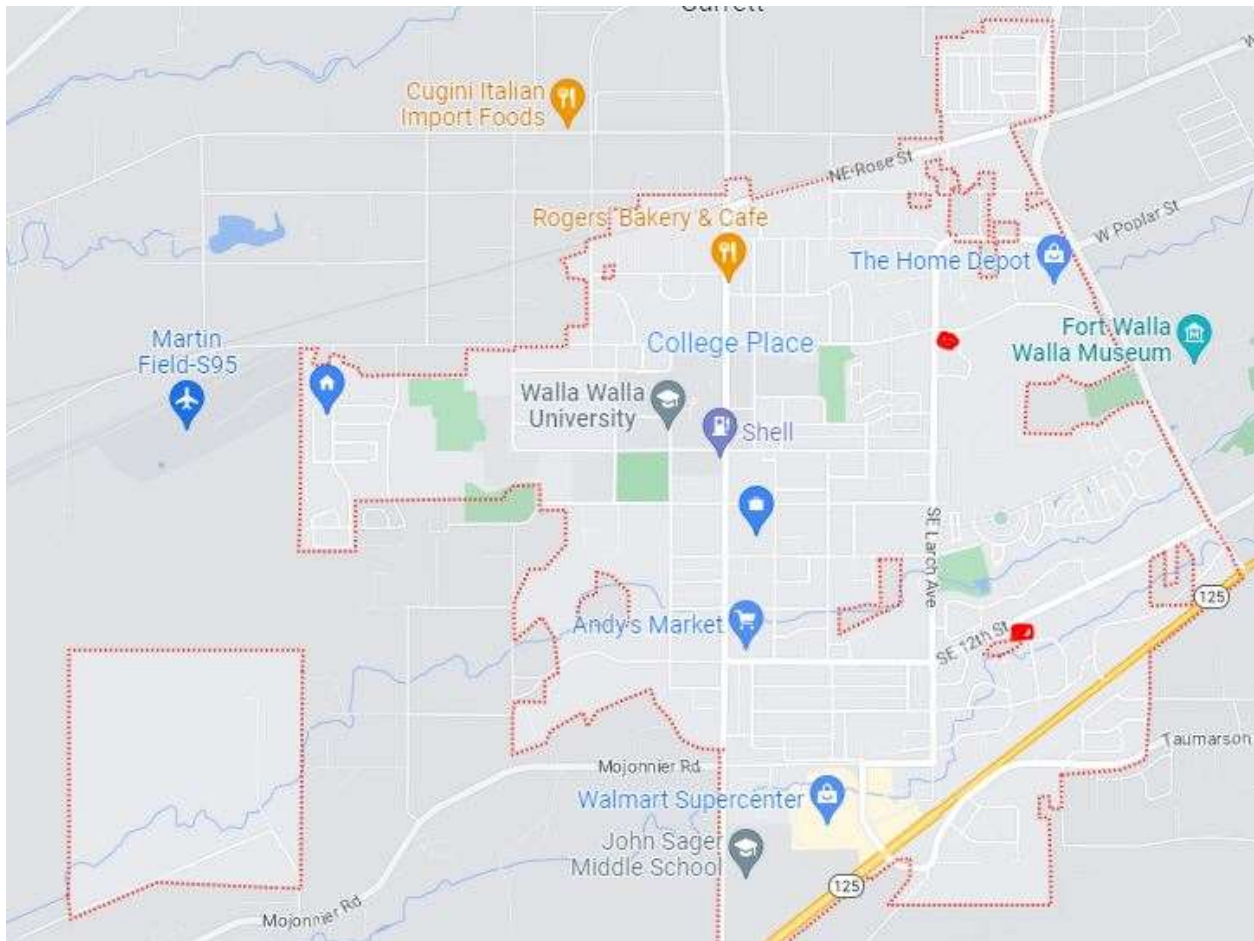 Cugini Italian
Import Foods
NE Rose St
Rogers' Bakery & Cafe
W Poplar St
The Home Depot
Martin
Field-S95
College Place
Fort Walla
Walla Museum
Walla Walla
University
Shell
SE Larch Ave
125
Andy's Market
SE 12th St
Taumarson
Mojonnier Rd
Walmart Supercenter
John Sager
Middle School
125
Mojonnier Rd